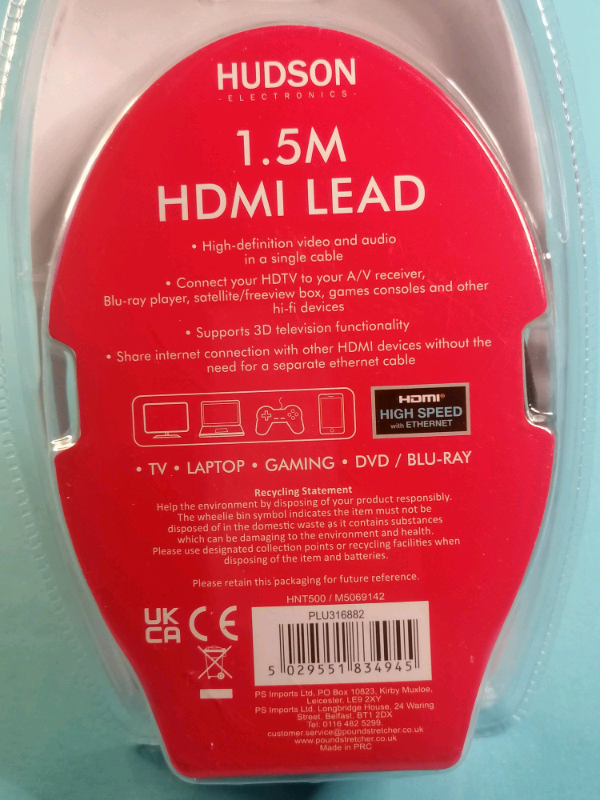 HUDSON
- ELECTRONICS -
1.5M
HDMI LEAD
• High-definition video and audio
in a single cable
• Connect your HDTV to your A/V receiver,
Blu-ray player, satellite/freeview box, games consoles and other
hi-fi devices
• Supports 3D television functionality
• Share internet connection with other HDMI devices without the
need for a separate ethernet cable
HDMI®
HIGH SPEED
with ETHERNET
• TV • LAPTOP • GAMING • DVD / BLU-RAY
Recycling Statement
Help the environment by disposing of your product responsibly.
The wheelie bin symbol indicates the item must not be
disposed of in the domestic waste as it contains substances
which can be damaging to the environment and health.
Please use designated collection points or recycling facilities when
disposing of the item and batteries.
Please retain this packaging for future reference.
HNT500 / M5069142
UK
CA CE
PLU316882
5 029551 834945
PS Imports Ltd, PO Box 10823, Kirby Muxloe,
Leicester, LE9 2XY
PS Imports Ltd, Longbridge House, 24 Waring
Street, Belfast, BT1 2DX
Tel: 0116 482 5299.
customer.service@poundstretcher.co.uk
www.poundstretcher.co.uk
Made in PRC